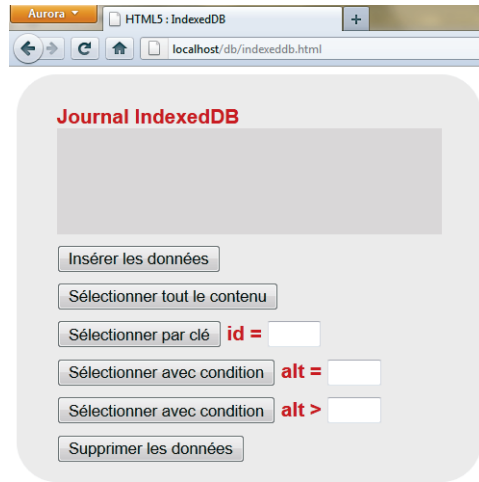 Aurora
HTML5 : IndexedDB
localhost/db/indexeddb.html
Journal IndexedDB
Insérer les données
Sélectionner tout le contenu
Sélectionner par clé id =
Sélectionner avec condition alt =
Sélectionner avec condition alt >
Supprimer les données